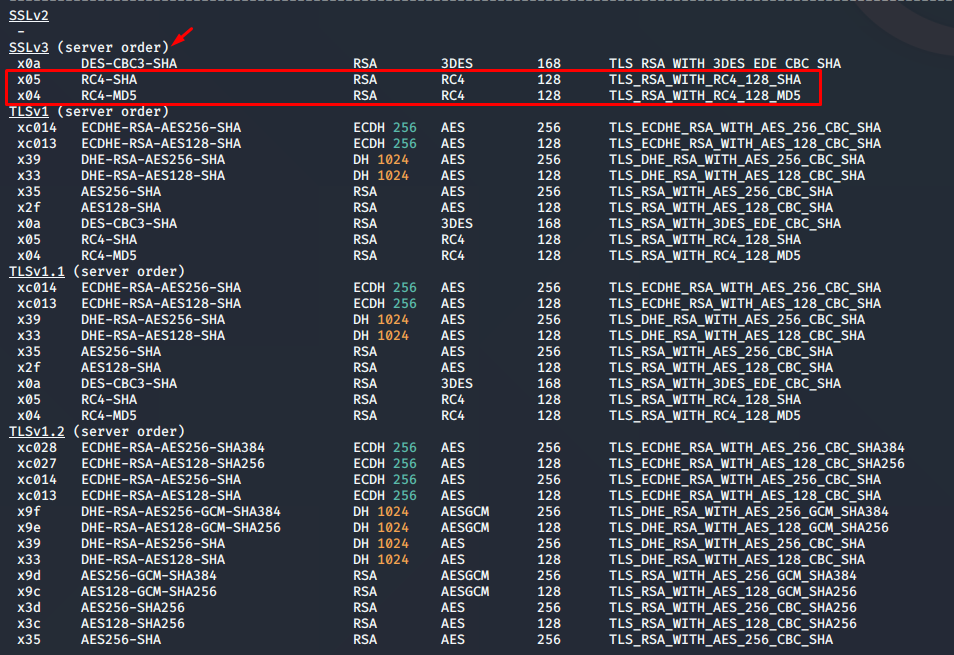 SSLv2
-
SSLv3 (server order)
x0a DES-CBC3-SHA RSA 3DES 168 TLS_RSA_WITH_3DES_EDE_CBC_SHA
x05 RC4-SHA RSA RC4 128 TLS_RSA_WITH_RC4_128_SHA
x04 RC4-MD5 RSA RC4 128 TLS_RSA_WITH_RC4_128_MD5
TLSv1 (server order)
xc014 ECDHE-RSA-AES256-SHA ECDH 256 AES 256 TLS_ECDHE_RSA_WITH_AES_256_CBC_SHA
xc013 ECDHE-RSA-AES128-SHA ECDH 256 AES 128 TLS_ECDHE_RSA_WITH_AES_128_CBC_SHA
x39 DHE-RSA-AES256-SHA DH 1024 AES 256 TLS_DHE_RSA_WITH_AES_256_CBC_SHA
x33 DHE-RSA-AES128-SHA DH 1024 AES 128 TLS_DHE_RSA_WITH_AES_128_CBC_SHA
x35 AES256-SHA RSA AES 256 TLS_RSA_WITH_AES_256_CBC_SHA
x2f AES128-SHA RSA AES 128 TLS_RSA_WITH_AES_128_CBC_SHA
x0a DES-CBC3-SHA RSA 3DES 168 TLS_RSA_WITH_3DES_EDE_CBC_SHA
x05 RC4-SHA RSA RC4 128 TLS_RSA_WITH_RC4_128_SHA
x04 RC4-MD5 RSA RC4 128 TLS_RSA_WITH_RC4_128_MD5
TLSv1.1 (server order)
xc014 ECDHE-RSA-AES256-SHA ECDH 256 AES 256 TLS_ECDHE_RSA_WITH_AES_256_CBC_SHA
xc013 ECDHE-RSA-AES128-SHA ECDH 256 AES 128 TLS_ECDHE_RSA_WITH_AES_128_CBC_SHA
x39 DHE-RSA-AES256-SHA DH 1024 AES 256 TLS_DHE_RSA_WITH_AES_256_CBC_SHA
x33 DHE-RSA-AES128-SHA DH 1024 AES 128 TLS_DHE_RSA_WITH_AES_128_CBC_SHA
x35 AES256-SHA RSA AES 256 TLS_RSA_WITH_AES_256_CBC_SHA
x2f AES128-SHA RSA AES 128 TLS_RSA_WITH_AES_128_CBC_SHA
x0a DES-CBC3-SHA RSA 3DES 168 TLS_RSA_WITH_3DES_EDE_CBC_SHA
x05 RC4-SHA RSA RC4 128 TLS_RSA_WITH_RC4_128_SHA
x04 RC4-MD5 RSA RC4 128 TLS_RSA_WITH_RC4_128_MD5
TLSv1.2 (server order)
xc028 ECDHE-RSA-AES256-SHA384 ECDH 256 AES 256 TLS_ECDHE_RSA_WITH_AES_256_CBC_SHA384
xc027 ECDHE-RSA-AES128-SHA256 ECDH 256 AES 128 TLS_ECDHE_RSA_WITH_AES_128_CBC_SHA256
xc014 ECDHE-RSA-AES256-SHA ECDH 256 AES 256 TLS_ECDHE_RSA_WITH_AES_256_CBC_SHA
xc013 ECDHE-RSA-AES128-SHA ECDH 256 AES 128 TLS_ECDHE_RSA_WITH_AES_128_CBC_SHA
x9f DHE-RSA-AES256-GCM-SHA384 DH 1024 AESGCM 256 TLS_DHE_RSA_WITH_AES_256_GCM_SHA384
x9e DHE-RSA-AES128-GCM-SHA256 DH 1024 AESGCM 128 TLS_DHE_RSA_WITH_AES_128_GCM_SHA256
x39 DHE-RSA-AES256-SHA DH 1024 AES 256 TLS_DHE_RSA_WITH_AES_256_CBC_SHA
x33 DHE-RSA-AES128-SHA DH 1024 AES 128 TLS_DHE_RSA_WITH_AES_128_CBC_SHA
x9d AES256-GCM-SHA384 RSA AESGCM 256 TLS_RSA_WITH_AES_256_GCM_SHA384
x9c AES128-GCM-SHA256 RSA AESGCM 128 TLS_RSA_WITH_AES_128_GCM_SHA256
x3d AES256-SHA256 RSA AES 256 TLS_RSA_WITH_AES_256_CBC_SHA256
x3c AES128-SHA256 RSA AES 128 TLS_RSA_WITH_AES_128_CBC_SHA256
x35 AES256-SHA RSA AES 256 TLS_RSA_WITH_AES_256_CBC_SHA